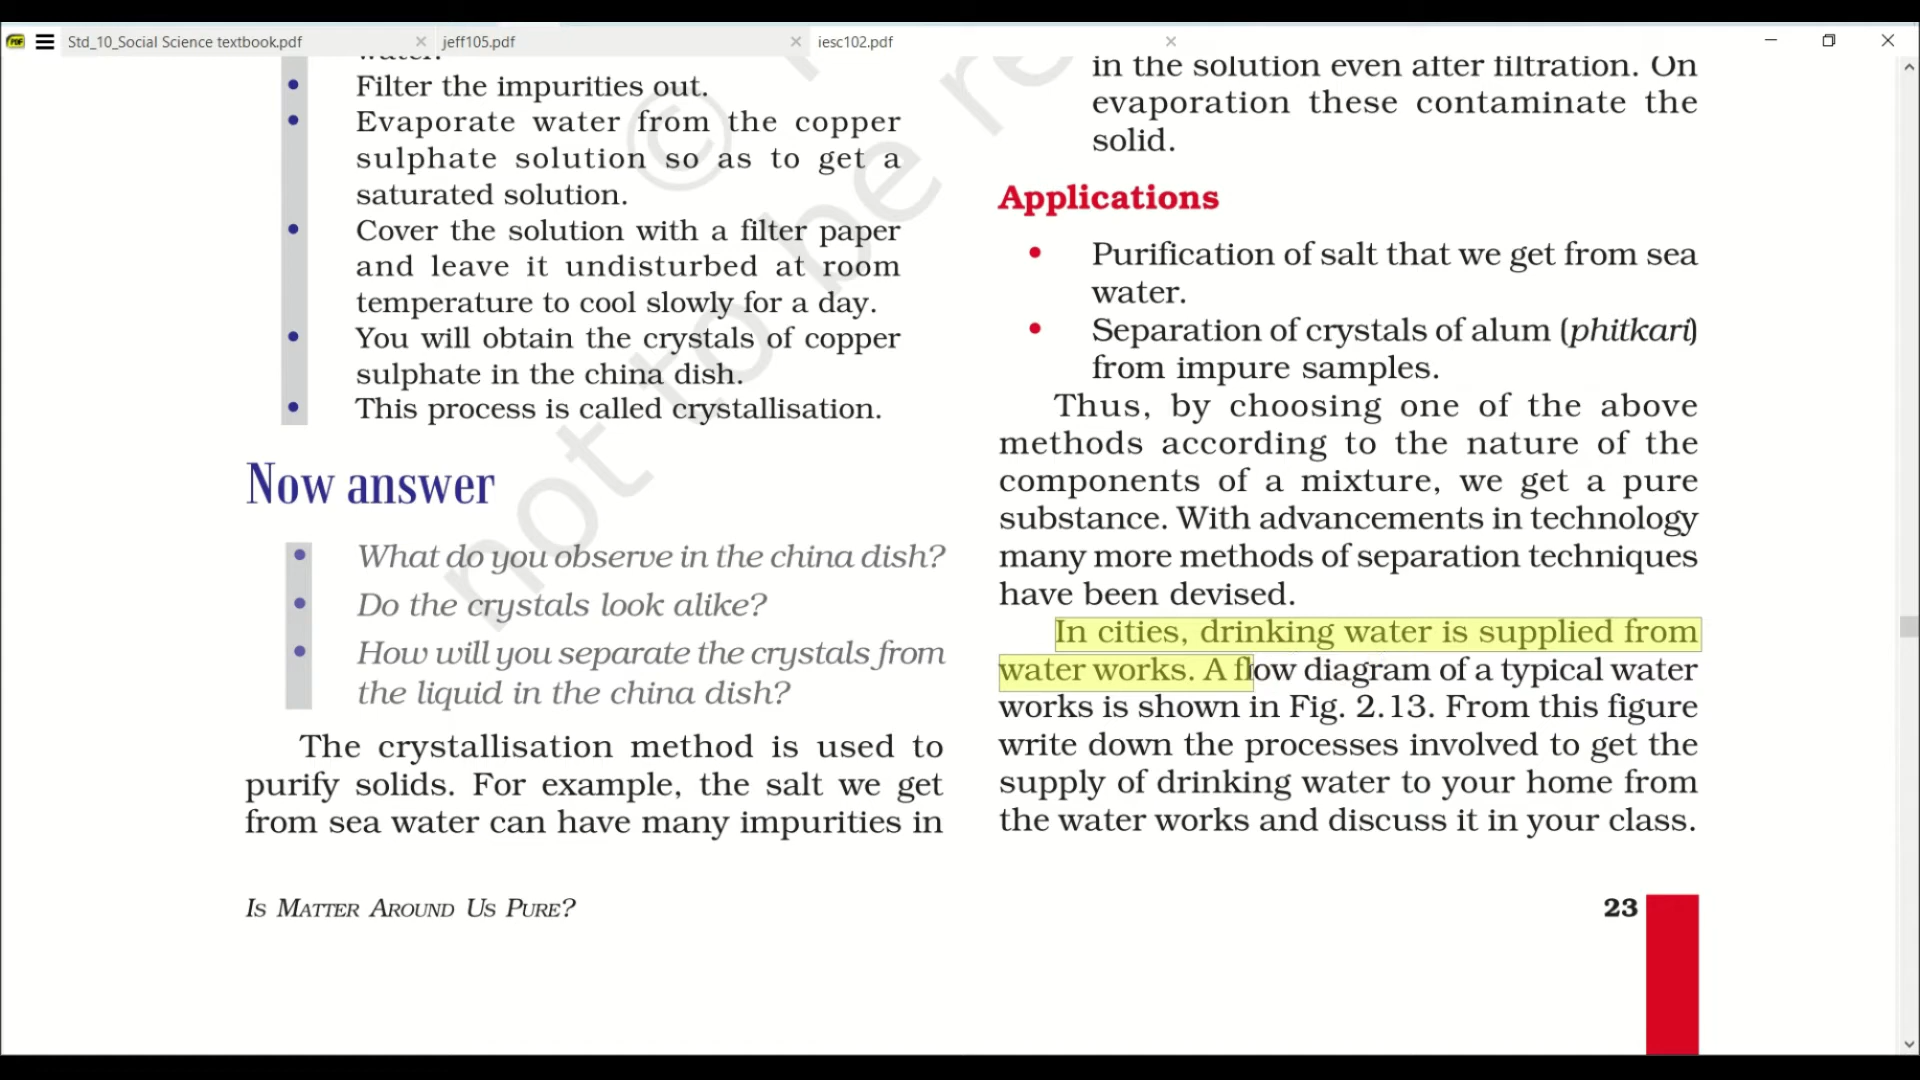 Std_10_Social Science textbook.pdf
jeff105.pdf
iesc102.pdf
water.
Filter the impurities out.
Evaporate water from the copper
sulphate solution so as to get a
saturated solution.
Cover the solution with a filter paper
and leave it undisturbed at room
temperature to cool slowly for a day.
You will obtain the crystals of copper
sulphate in the china dish.
This process is called crystallisation.
Now answer
What do you observe in the china dish?
Do the crystals look alike?
How will you separate the crystals from
the liquid in the china dish?
The crystallisation method is used to
purify solids. For example, the salt we get
from sea water can have many impurities in
in the solution even after filtration. On
evaporation these contaminate the
solid.
Applications
Purification of salt that we get from sea
water.
Separation of crystals of alum (phitkari)
from impure samples.
Thus, by choosing one of the above
methods according to the nature of the
components of a mixture, we get a pure
substance. With advancements in technology
many more methods of separation techniques
have been devised.
In cities, drinking water is supplied from
water works. A flow diagram of a typical water
works is shown in Fig. 2.13. From this figure
write down the processes involved to get the
supply of drinking water to your home from
the water works and discuss it in your class.
IS MATTER AROUND US PURE?
23
©
not to be re